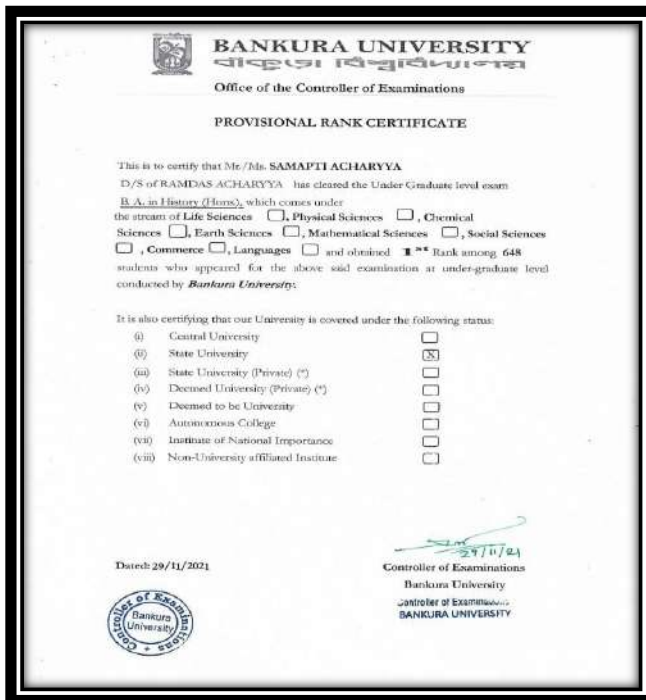 BANKURA UNIVERSITY
বাঁকুড়া বিশ্ববিদ্যালয়
Office of the Controller of Examinations
PROVISIONAL RANK CERTIFICATE
This is to certify that Mr./Ms. SAMAPTI ACHARYYA
D/S of RAMDAS ACHARYYA has cleared the Under Graduate level exam
B. A. in History (Hons), which comes under
the stream of Life Sciences ☐, Physical Sciences ☐, Chemical
Sciences ☐, Earth Sciences ☐, Mathematical Sciences ☐, Social Sciences
☐, Commerce ☐, Languages ☐ and obtained 1st Rank among 648
students who appeared for the above said examination at under-graduate level
conducted by Bankura University.
It is also certifying that our University is covered under the following status:
(i) Central University ☐
(ii) State University ☒
(iii) State University (Private) (*) ☐
(iv) Deemed University (Private) (*) ☐
(v) Deemed to be University ☐
(vi) Autonomous College ☐
(vii) Institute of National Importance ☐
(viii) Non-University affiliated Institute ☐
29/11/21
Dated: 29/11/2021
Controller of Examinations
Bankura University
Controller of Examinations
BANKURA UNIVERSITY
Controller of Examinations
Bankura
University